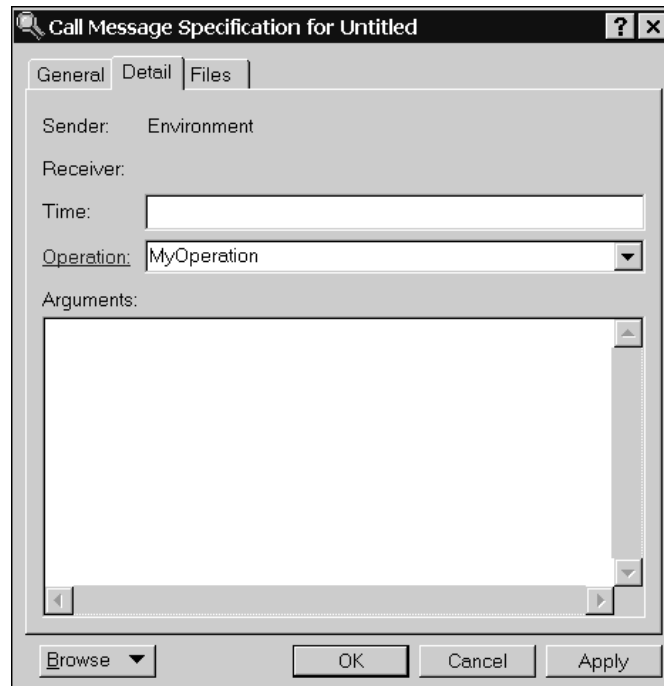 Call Message Specification for Untitled
General Detail Files
Sender: Environment
Receiver:
Time:
Operation: MyOperation
Arguments:
Browse OK Cancel Apply